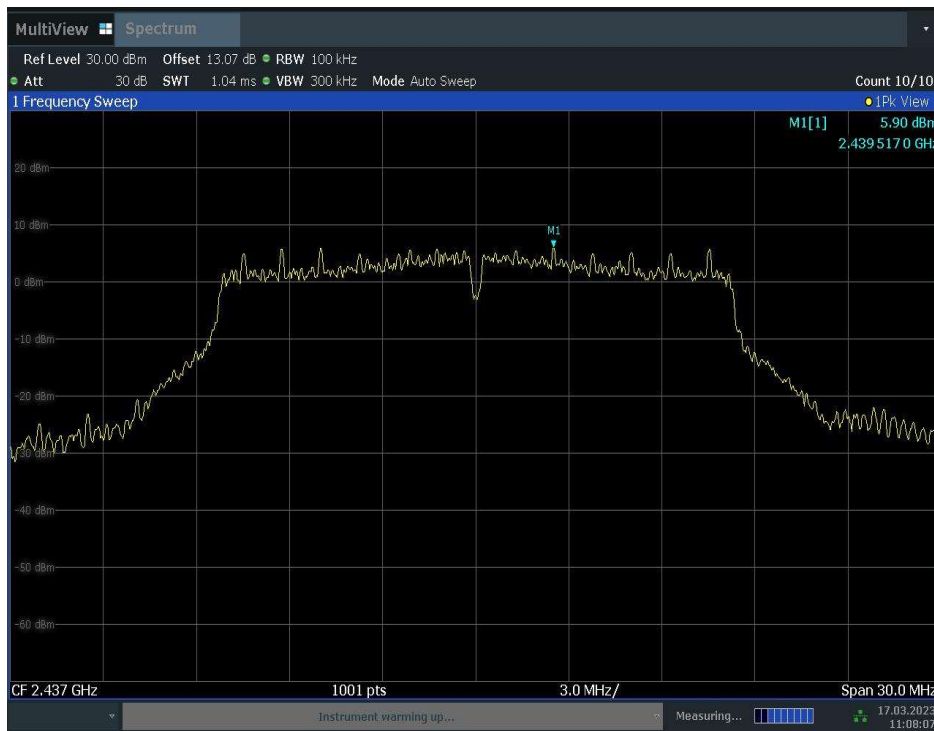 MultiView Spectrum
Ref Level 30.00 dBm Offset 13.07 dB RBW 100 kHz
Att 30 dB SWT 1.04 ms VBW 300 kHz Mode Auto Sweep Count 10/10
1 Frequency Sweep 1Pk View
M1[1] 5.90 dBm
2.4395170 GHz
20 dBm
10 dBm
M1
0 dBm
-10 dBm
-20 dBm
-30 dBm
-40 dBm
-50 dBm
-60 dBm
CF 2.437 GHz 1001 pts 3.0 MHz/ Span 30.0 MHz
Instrument warming up... Measuring... 17.03.2023
11:08:07